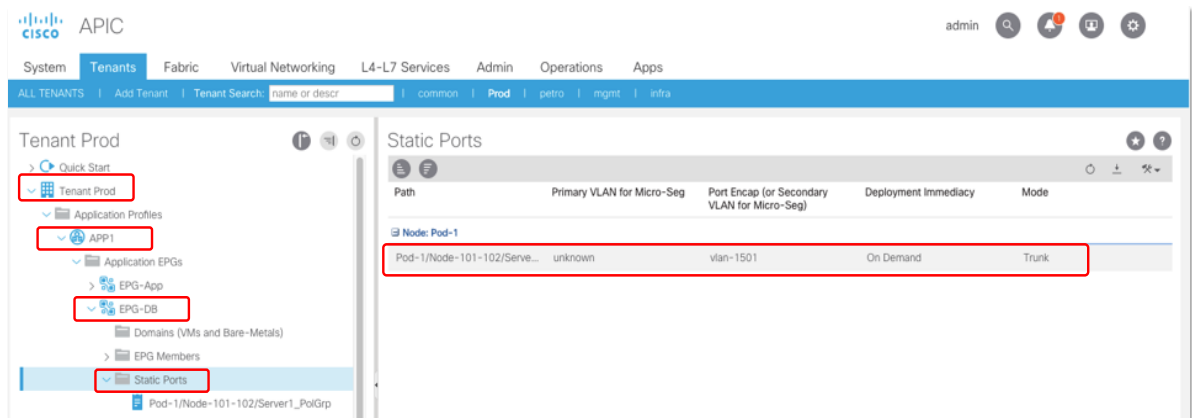 cisco APIC admin 1
System Tenants Fabric Virtual Networking L4-L7 Services Admin Operations Apps
ALL TENANTS | Add Tenant | Tenant Search: name or descr | common | Prod | petro | mgmt | infra
Tenant Prod
Quick Start
Tenant Prod
Application Profiles
APP1
Application EPGs
EPG-App
EPG-DB
Domains (VMs and Bare-Metals)
EPG Members
Static Ports
Pod-1/Node-101-102/Server1_PolGrp
Static Ports
Path Primary VLAN for Micro-Seg Port Encap (or Secondary Deployment Immediacy Mode
VLAN for Micro-Seg)
Node: Pod-1
Pod-1/Node-101-102/Serve... unknown vlan-1501 On Demand Trunk